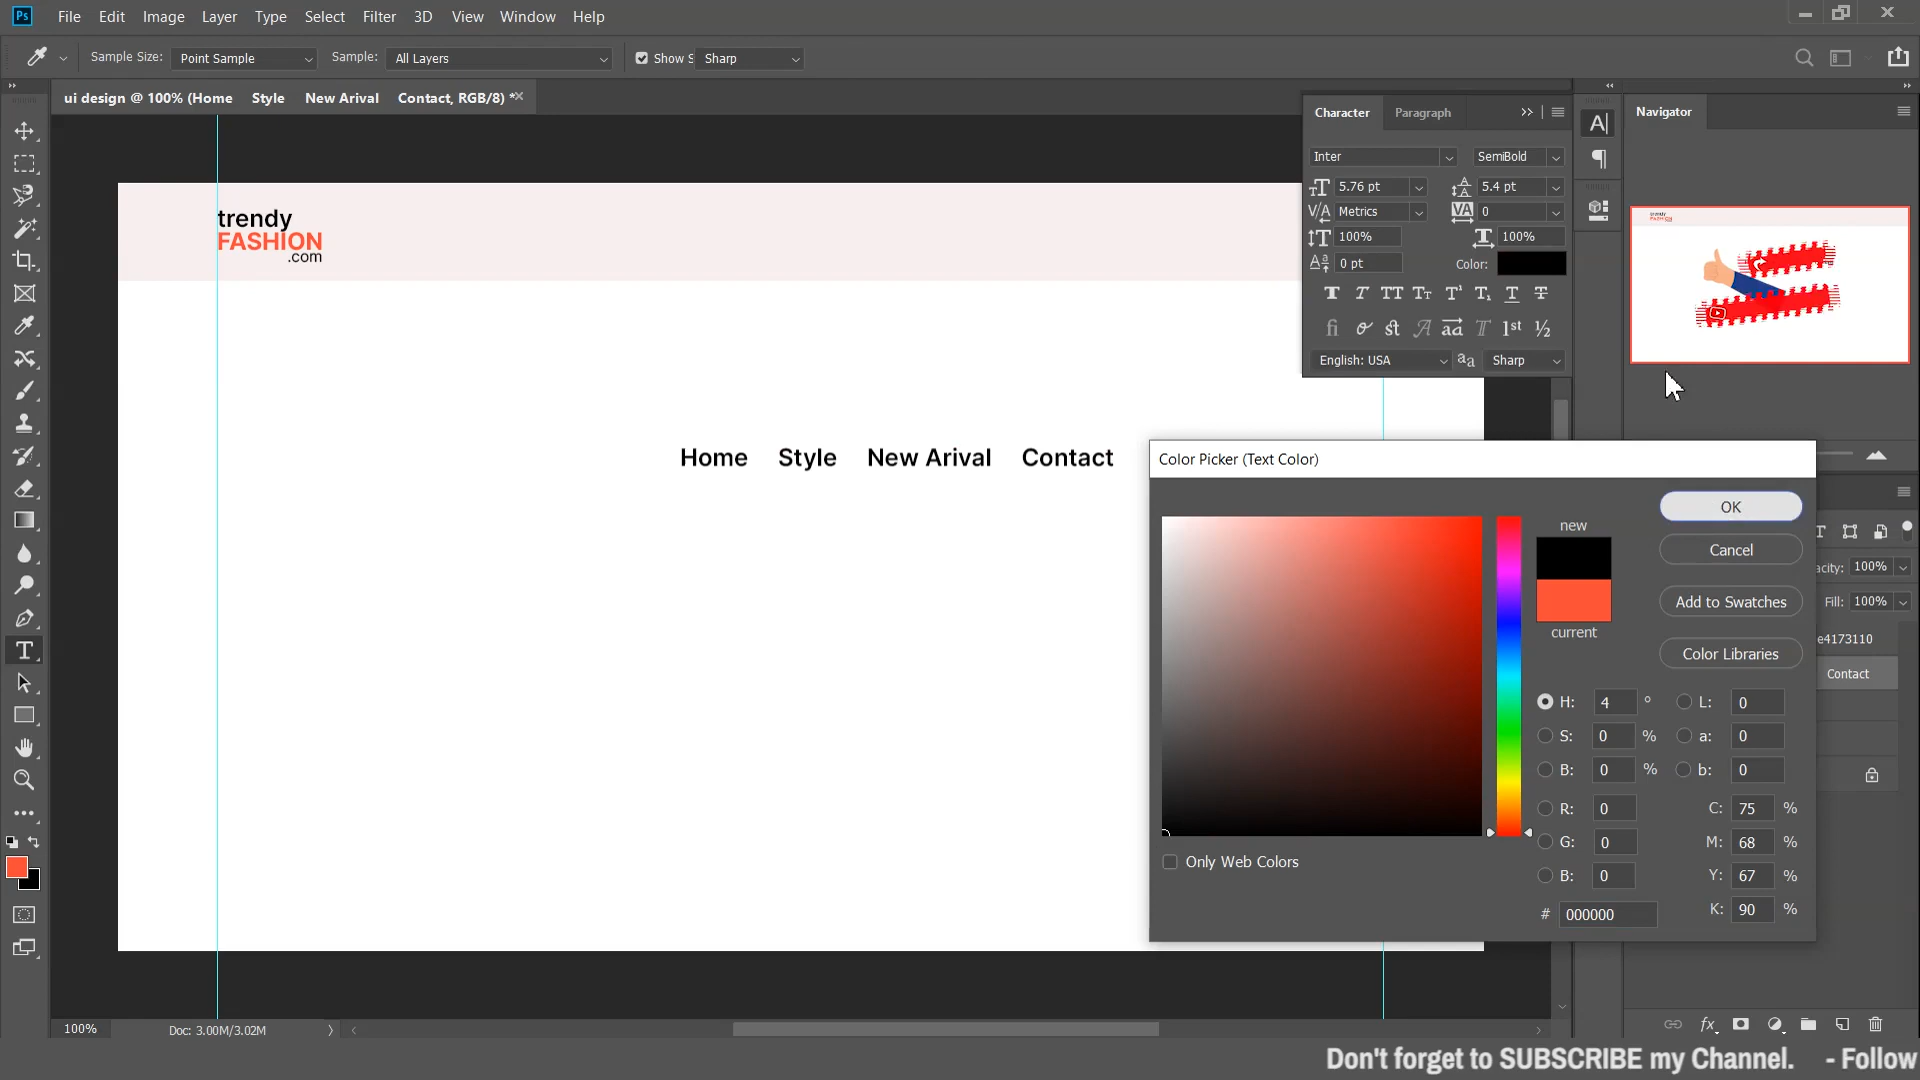 Ps File Edit Image Layer Type Select Filter 3D View Window Help
Sample Size: Point Sample Sample: All Layers Show S Sharp
ui design @ 100% (Home Style New Arival Contact, RGB/8) *
Character Paragraph
Navigator
Inter SemiBold
5.76 pt 5.4 pt
Metrics 0
100% 100%
0 pt Color:
English: USA aa Sharp
trendy
FASHION
.com
trendy
FASHION
Home Style New Arival Contact
Color Picker (Text Color)
OK
new
Cancel
Add to Swatches
current
Color Libraries
H: 4 ° L: 0
S: 0 % a: 0
B: 0 % b: 0
R: 0 C: 75 %
G: 0 M: 68 %
B: 0 Y: 67 %
# 000000 K: 90 %
Only Web Colors
acity: 100%
Fill: 100%
e4173110
Contact
100% Doc: 3.00M/3.02M
Don't forget to SUBSCRIBE my Channel. - Follow